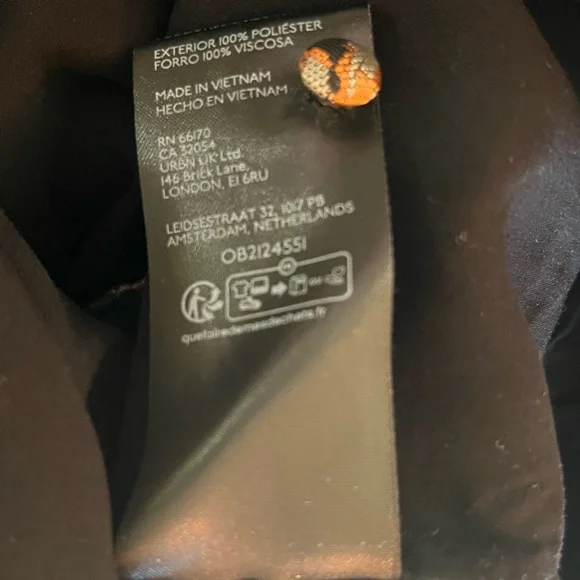 EXTERIOR 100% POLIÉSTER
FORRO 100% VISCOSA
MADE IN VIETNAM
HECHO EN VIETNAM
RN 66170
CA 32054
URBN UK Ltd.
146 Brick Lane,
LONDON, E1 6RU
LEIDSESTRAAT 32, 1017 PB
AMSTERDAM, NETHERLANDS
OB2124551
FR
quefairedemesdechets.fr